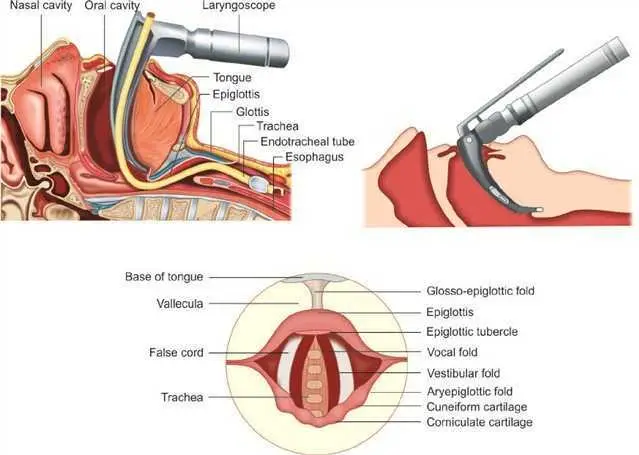 Nasal cavity
Oral cavity
Laryngoscope
Tongue
Epiglottis
Glottis
Trachea
Endotracheal tube
Esophagus
Base of tongue
Vallecula
False cord
Trachea
Glosso-epiglottic fold
Epiglottis
Epiglottic tubercle
Vocal fold
Vestibular fold
Aryepiglottic fold
Cuneiform cartilage
Corniculate cartilage